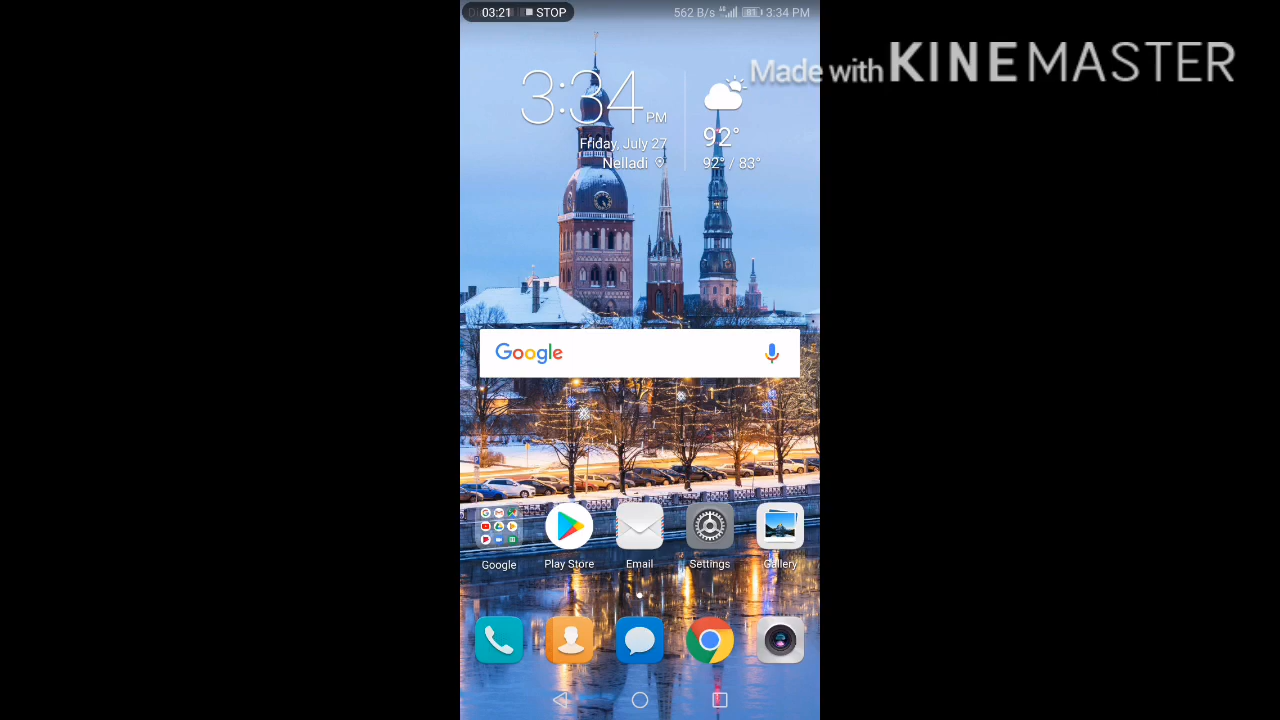 03:21 STOP
562 B/s 81 3:34 PM
Made with KINEMASTER
3:34 PM
Friday, July 27
Nelladi
92°
92° / 83°
Google
Google
Play Store
Email
Settings
Gallery